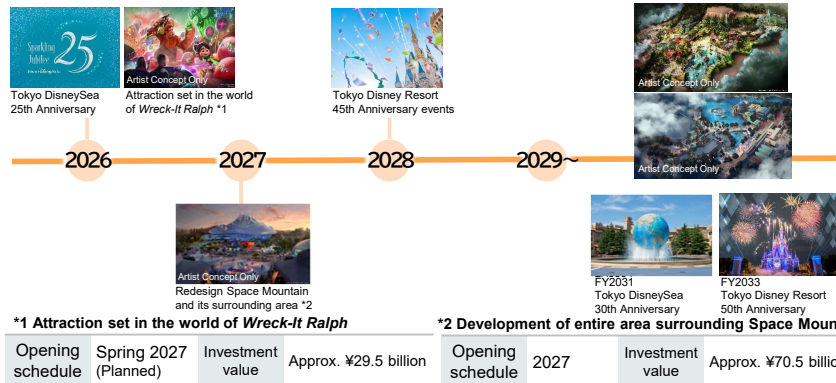 Sparkling
Jubilee
25
Artist Concept Only
Artist Concept Only
Tokyo DisneySea
25th Anniversary
Attraction set in the world
of Wreck-It Ralph *1
Tokyo Disney Resort
45th Anniversary events
Artist Concept Only
2026
2027
2028
2029~
Artist Concept Only
Redesign Space Mountain
and its surrounding area *2
FY2031
Tokyo DisneySea
30th Anniversary
FY2033
Tokyo Disney Resort
50th Anniversary
*1 Attraction set in the world of Wreck-It Ralph
Opening
schedule
Spring 2027
(Planned)
Investment
value
Approx. ¥29.5 billion
*2 Development of entire area surrounding Space Moun
Opening
schedule
2027
Investment
value
Approx. ¥70.5 billio